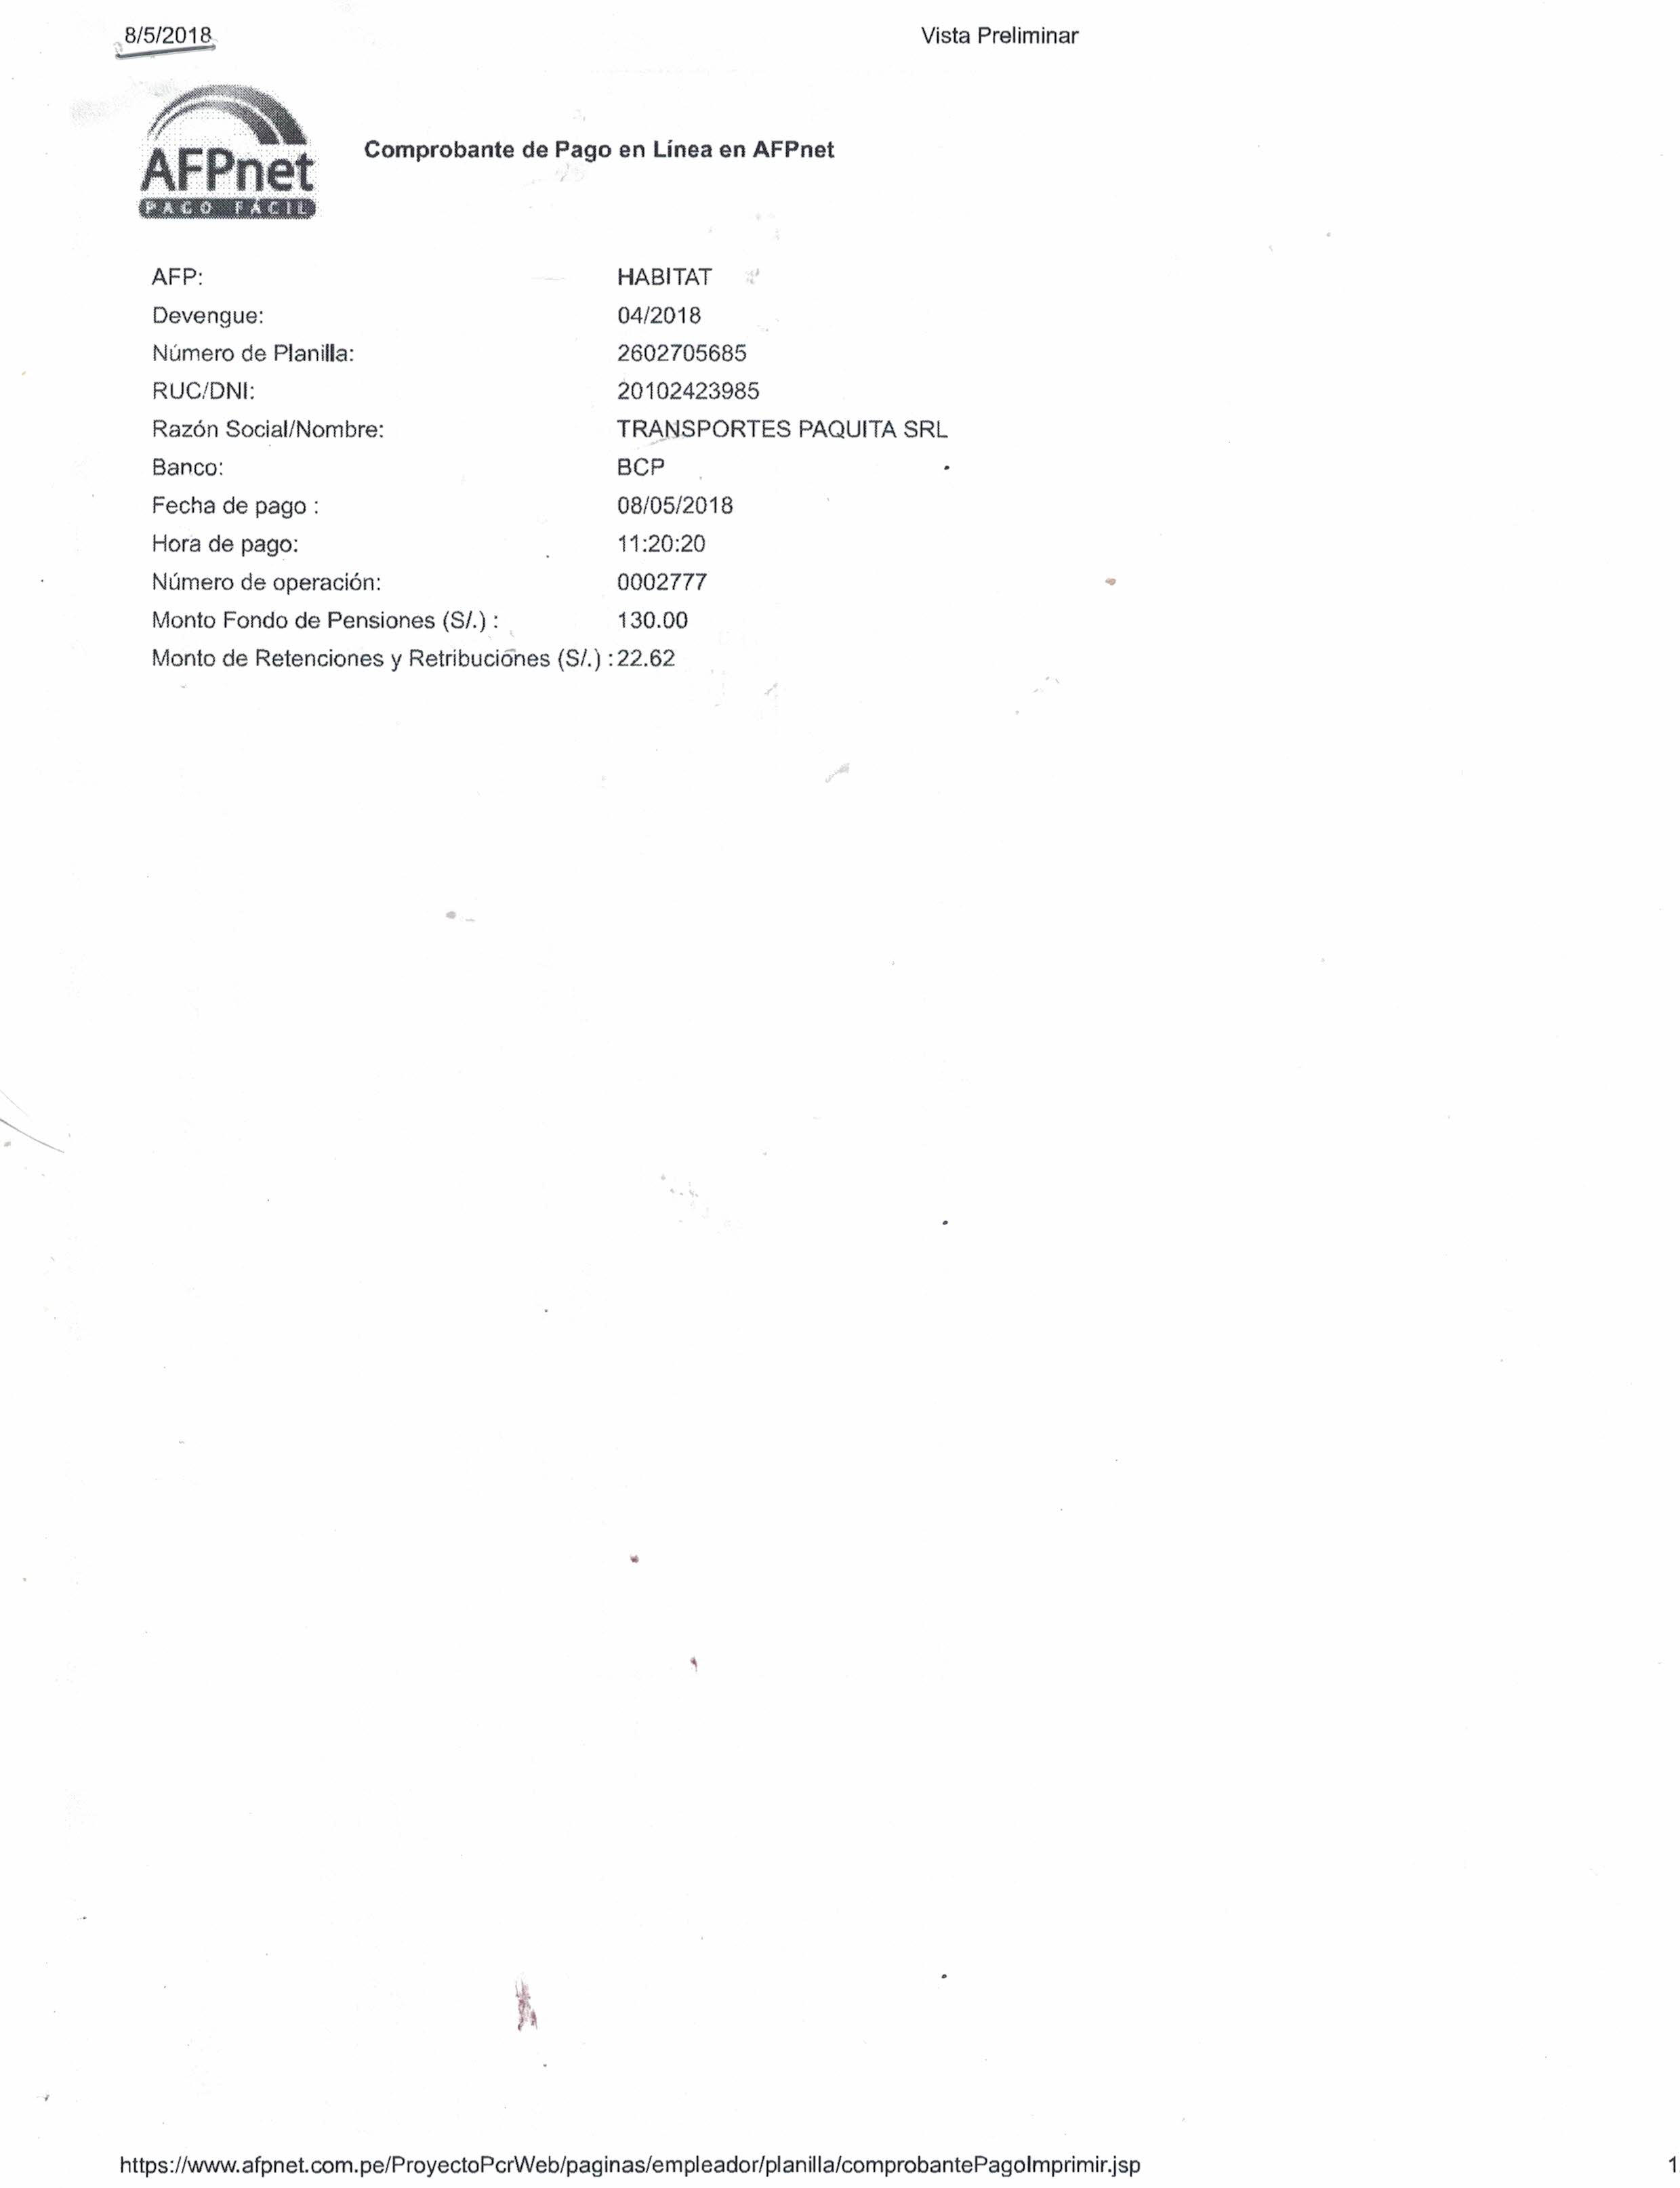 8/5/2018 Vista Preliminar
AFPnet
PAGO FÁCIL
Comprobante de Pago en Línea en AFPnet
AFP: HABITAT
Devengue: 04/2018
Número de Planilla: 2602705685
RUC/DNI: 20102423985
Razón Social/Nombre: TRANSPORTES PAQUITA SRL
Banco: BCP
Fecha de pago : 08/05/2018
Hora de pago: 11:20:20
Número de operación: 0002777
Monto Fondo de Pensiones (S/.) : 130.00
Monto de Retenciones y Retribuciones (S/.) : 22.62
https://www.afpnet.com.pe/ProyectoPcrWeb/paginas/empleador/planilla/comprobantePagoImprimir.jsp 1